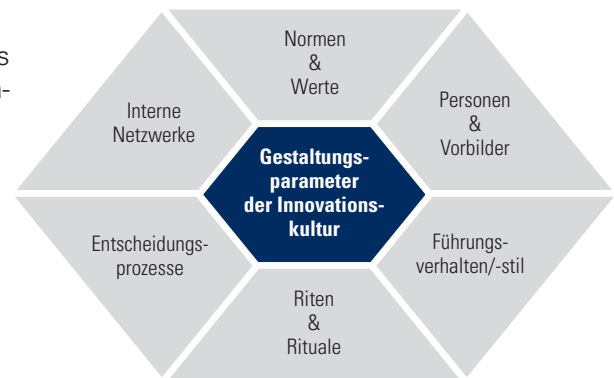 s
n-
Normen
&
Werte
Personen
&
Vorbilder
Führungs-
verhalten/-stil
Riten
&
Rituale
Entscheidungs-
prozesse
Interne
Netzwerke
Gestaltungs-
parameter
der Innovations-
kultur